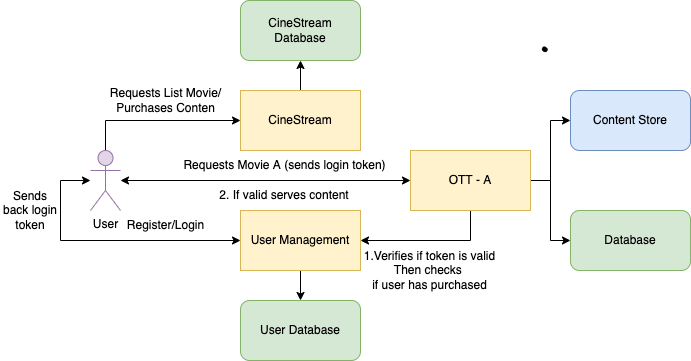 CineStream
Database
Requests List Movie/
Purchases Conten
CineStream
Content Store
Requests Movie A (sends login token)
OTT - A
2. If valid serves content
Sends
back login
token
User
Register/Login
User Management
1.Verifies if token is valid
Then checks
if user has purchased
Database
User Database